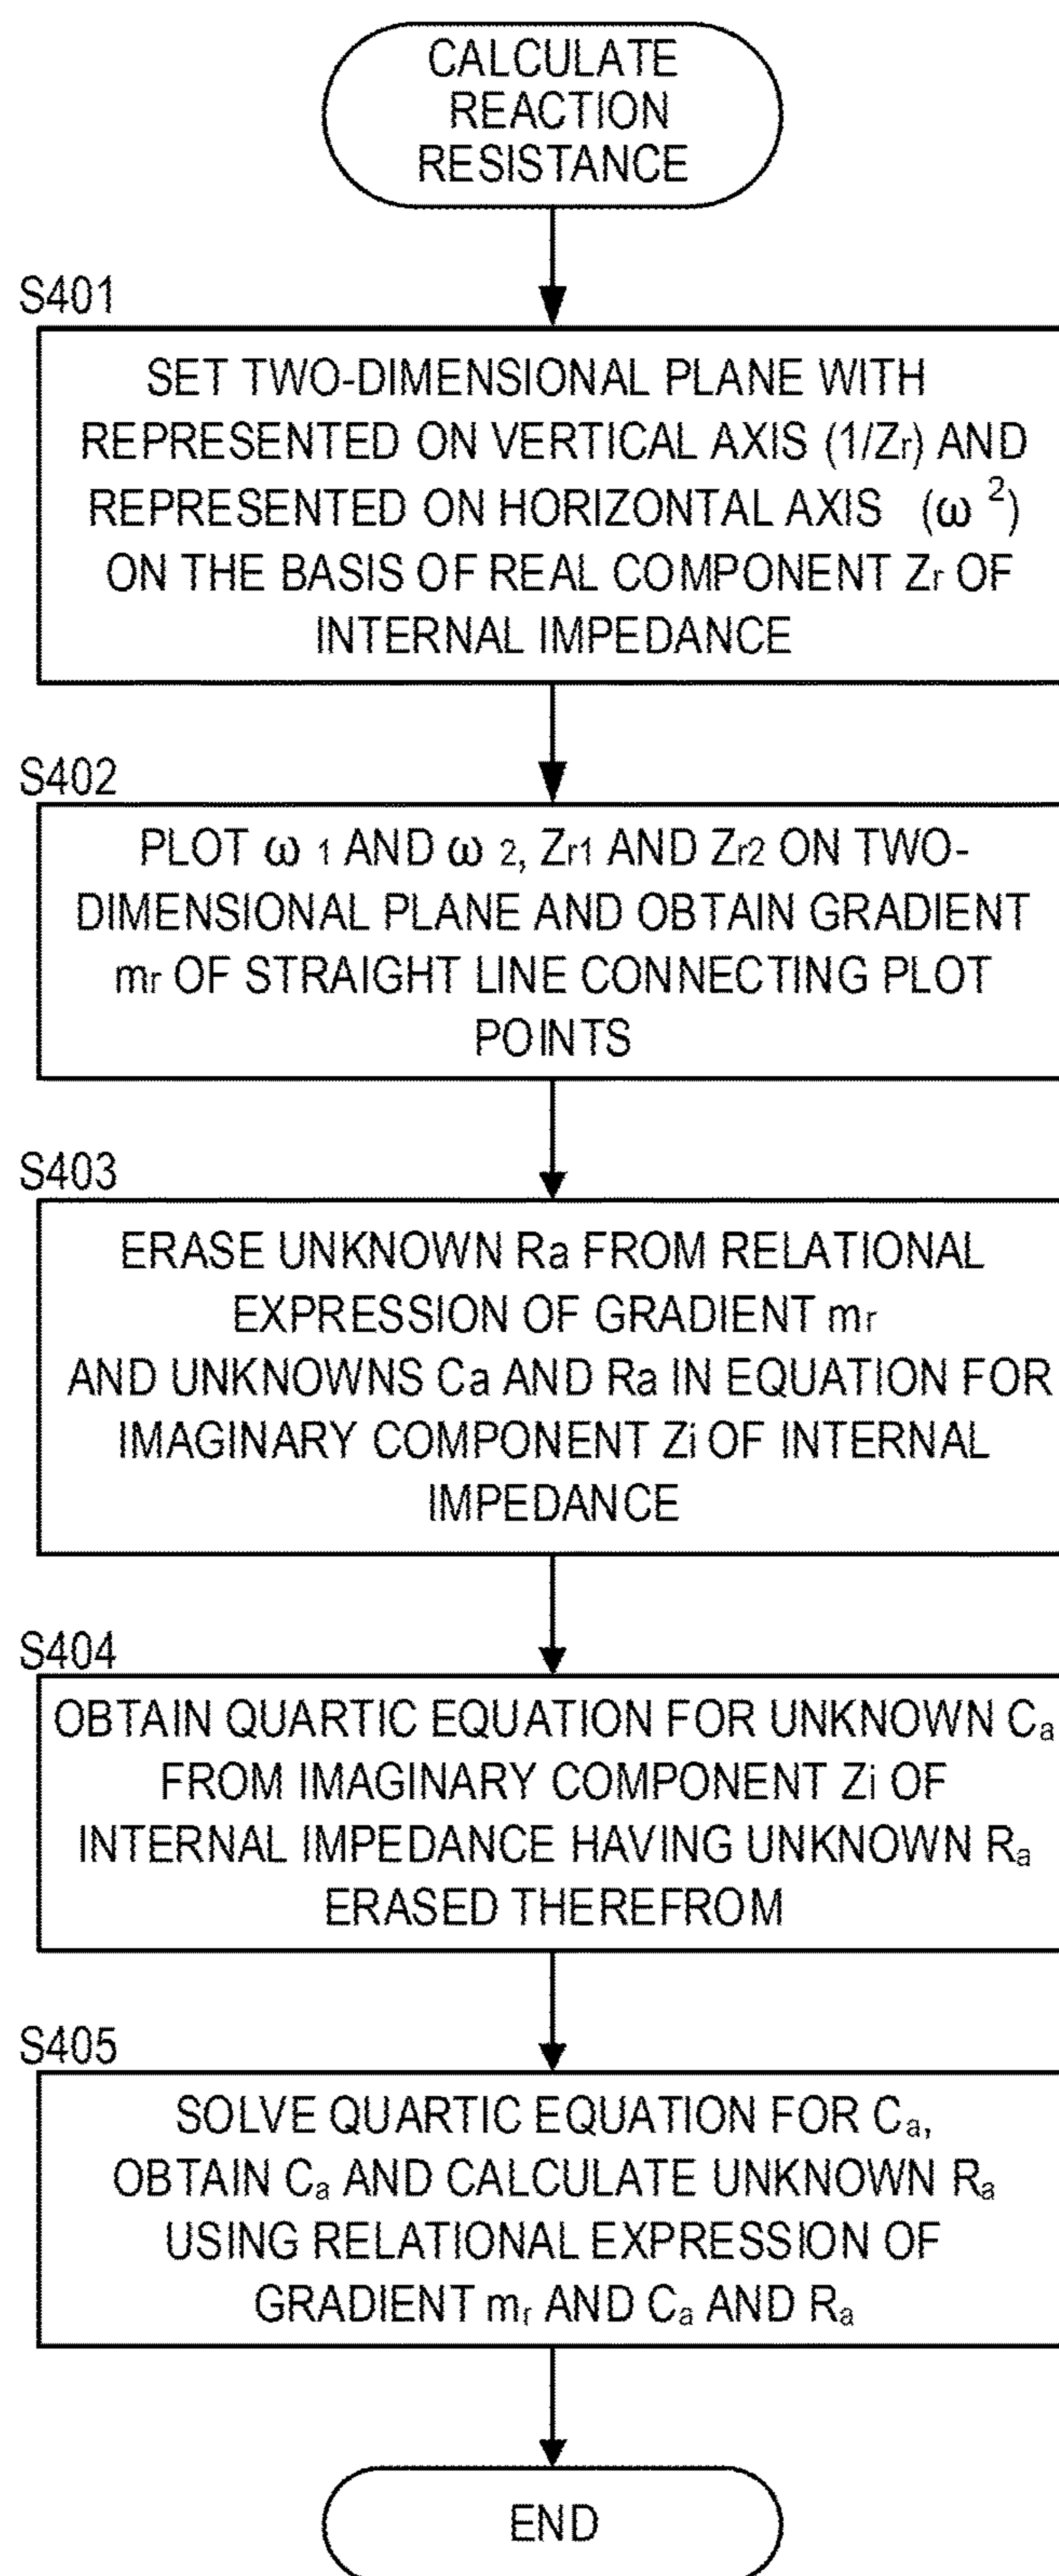 CALCULATE
REACTION
RESISTANCE
S401
SET TWO-DIMENSIONAL PLANE WITH
REPRESENTED ON VERTICAL AXIS (1/Zr) AND
REPRESENTED ON HORIZONTAL AXIS (ω ²)
ON THE BASIS OF REAL COMPONENT Zr OF
INTERNAL IMPEDANCE
S402
PLOT ω 1 AND ω 2, Zr1 AND Zr2 ON TWO-
DIMENSIONAL PLANE AND OBTAIN GRADIENT
mr OF STRAIGHT LINE CONNECTING PLOT
POINTS
S403
ERASE UNKNOWN Ra FROM RELATIONAL
EXPRESSION OF GRADIENT mr
AND UNKNOWNS Ca AND Ra IN EQUATION FOR
IMAGINARY COMPONENT Zi OF INTERNAL
IMPEDANCE
S404
OBTAIN QUARTIC EQUATION FOR UNKNOWN Ca
FROM IMAGINARY COMPONENT Zi OF
INTERNAL IMPEDANCE HAVING UNKNOWN Ra
ERASED THEREFROM
S405
SOLVE QUARTIC EQUATION FOR Ca,
OBTAIN Ca AND CALCULATE UNKNOWN Ra
USING RELATIONAL EXPRESSION OF
GRADIENT mr AND Ca AND Ra
END